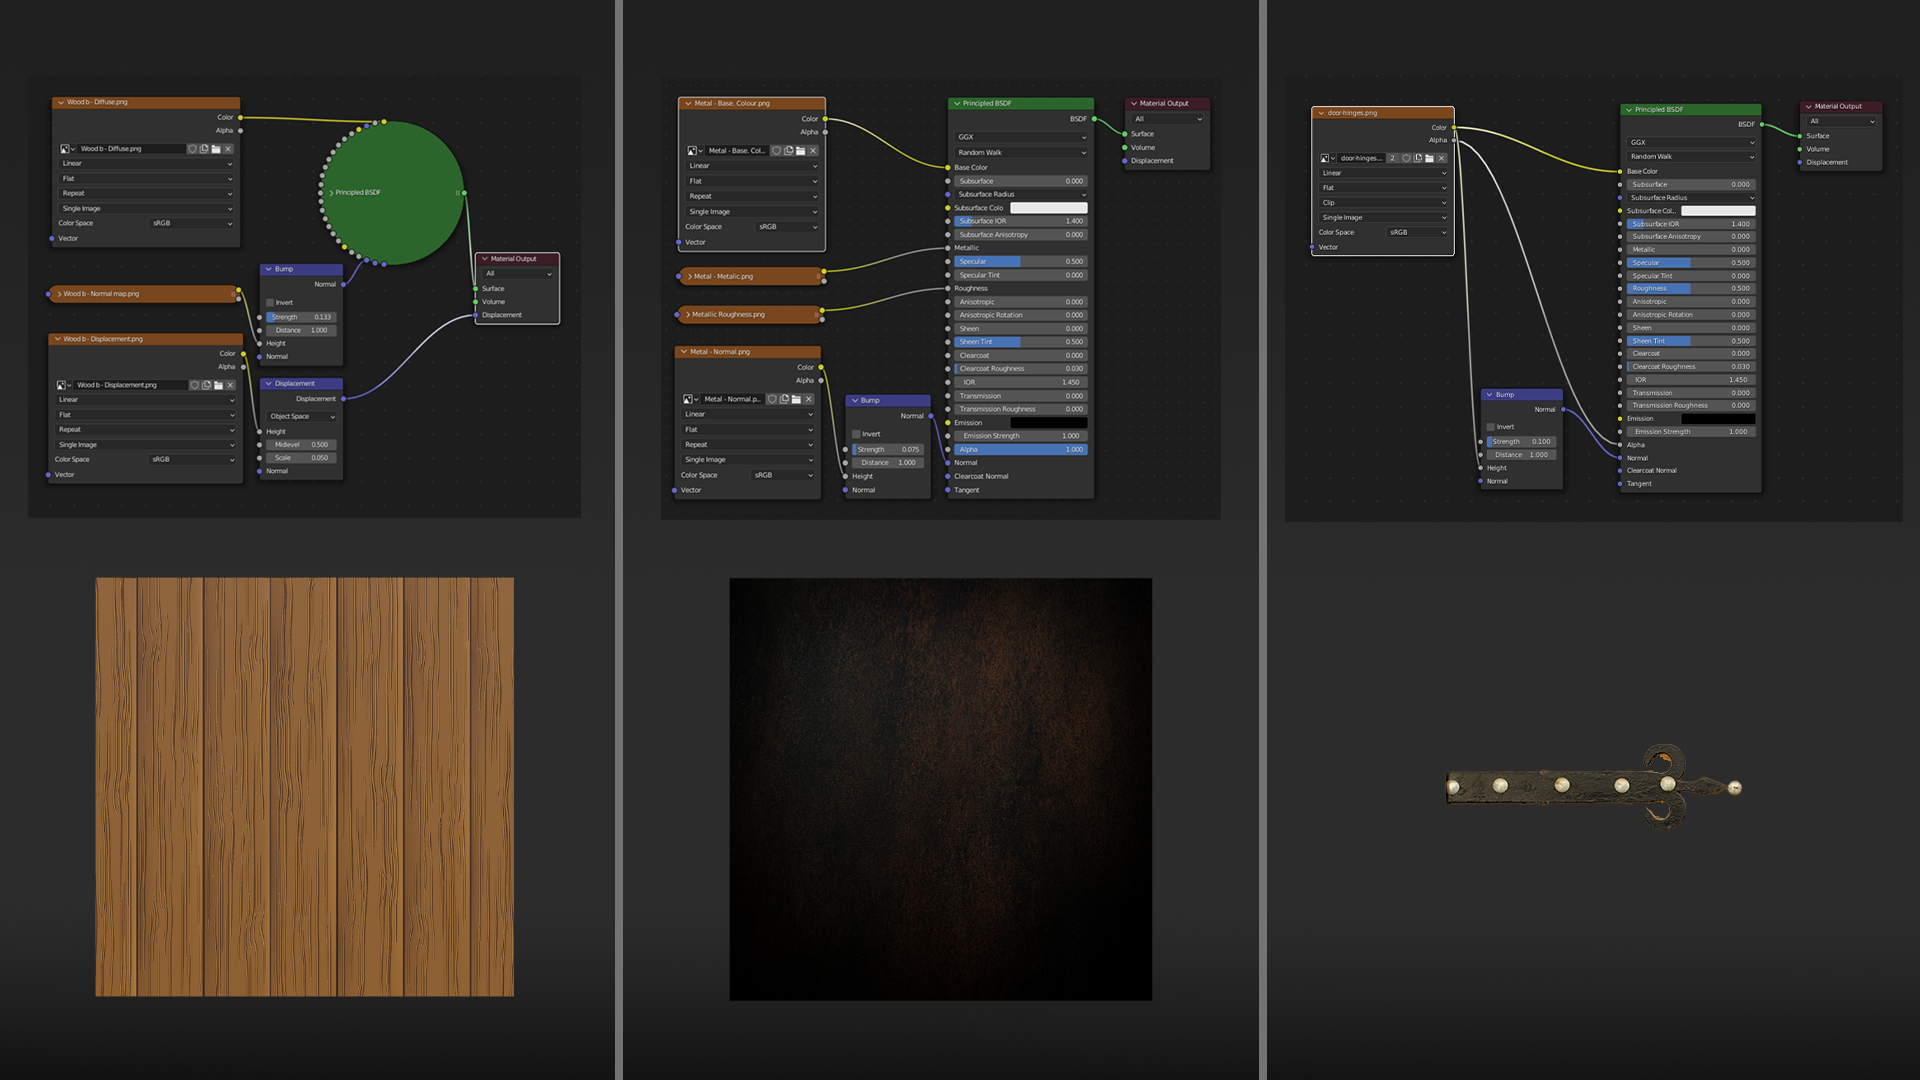 Wood b - Diffuse.png
Color
Alpha
Wood b - Diffuse.png
Linear
Flat
Repeat
Single Image
Color Space sRGB
Vector
Principled BSDF
Wood b - Normal map.png
Bump
Normal
Invert
Strength 0.133
Distance 1.000
Height
Normal
Material Output
All
Surface
Volume
Displacement
Wood b - Displacement.png
Color
Alpha
Wood b - Displacement.png
Linear
Flat
Repeat
Single Image
Color Space sRGB
Vector
Displacement
Displacement
Object Space
Height
Midlevel 0.500
Scale 0.050
Normal
Metal - Base. Colour.png
Color
Alpha
Metal - Base. Col...
Linear
Flat
Repeat
Single Image
Color Space sRGB
Vector
Metal - Metalic.png
Metallic Roughness.png
Metal - Normal.png
Color
Alpha
Metal - Normal.p...
Linear
Flat
Repeat
Single Image
Color Space sRGB
Vector
Bump
Normal
Invert
Strength 0.075
Distance 1.000
Height
Normal
Principled BSDF
BSDF
GGX
Random Walk
Base Color
Subsurface 0.000
Subsurface Radius
Subsurface Colo
Subsurface IOR 1.400
Subsurface Anisotropy 0.000
Metallic
Specular 0.500
Specular Tint 0.000
Roughness
Anisotropic 0.000
Anisotropic Rotation 0.000
Sheen 0.000
Sheen Tint 0.500
Clearcoat 0.000
Clearcoat Roughness 0.030
IOR 1.450
Transmission 0.000
Transmission Roughness 0.000
Emission
Emission Strength 1.000
Alpha 1.000
Normal
Clearcoat Normal
Tangent
Material Output
All
Surface
Volume
Displacement
door-hinges.png
Color
Alpha
door-hinges.... 2
Linear
Flat
Clip
Single Image
Color Space sRGB
Vector
Bump
Normal
Invert
Strength 0.100
Distance 1.000
Height
Normal
Principled BSDF
BSDF
GGX
Random Walk
Base Color
Subsurface 0.000
Subsurface Radius
Subsurface Col...
Subsurface IOR 1.400
Subsurface Anisotropy 0.000
Metallic 0.000
Specular 0.500
Specular Tint 0.000
Roughness 0.500
Anisotropic 0.000
Anisotropic Rotation 0.000
Sheen 0.000
Sheen Tint 0.500
Clearcoat 0.000
Clearcoat Roughness 0.030
IOR 1.450
Transmission 0.000
Transmission Roughness 0.000
Emission
Emission Strength 1.000
Alpha
Normal
Clearcoat Normal
Tangent
Material Output
All
Surface
Volume
Displacement